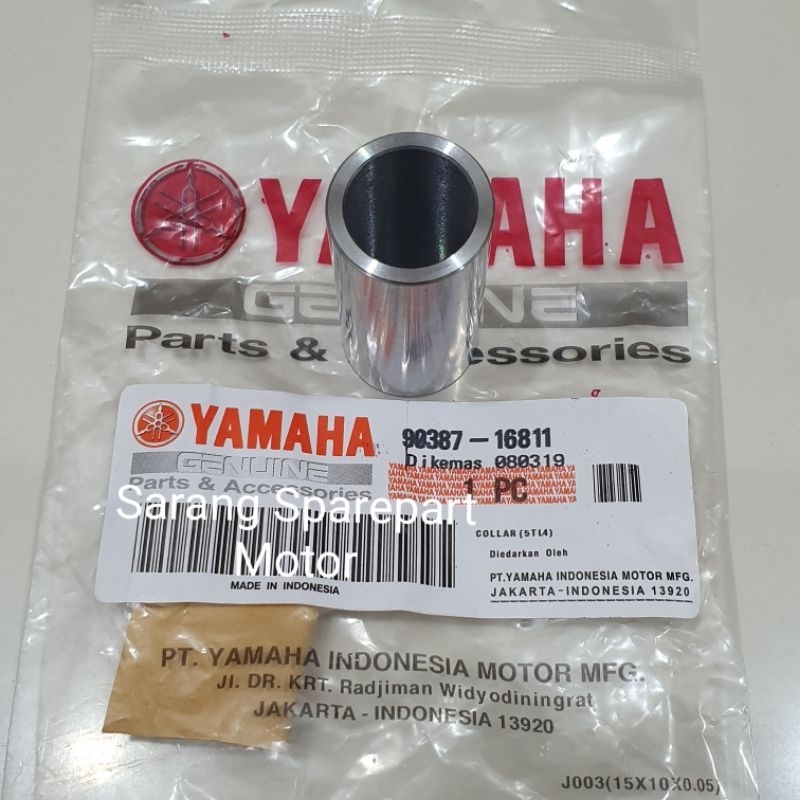 YAMAHA
GENUINE
Parts & Accessories
YAMAHA
GENUINE
Parts & Accessories
90387-16811
Dikemas 080319
1 PC
COLLAR (5TL4)
Diedarkan Oleh
PT.YAMAHA INDONESIA MOTOR MFG.
JAKARTA-INDONESIA 13920
MADE IN INDONESIA
Sarang Sparepart
Motor
PT. YAMAHA INDONESIA MOTOR MFG.
Jl. DR. KRT. Radjiman Widyodiningrat
JAKARTA - INDONESIA 13920
J003(15X10X0.05)